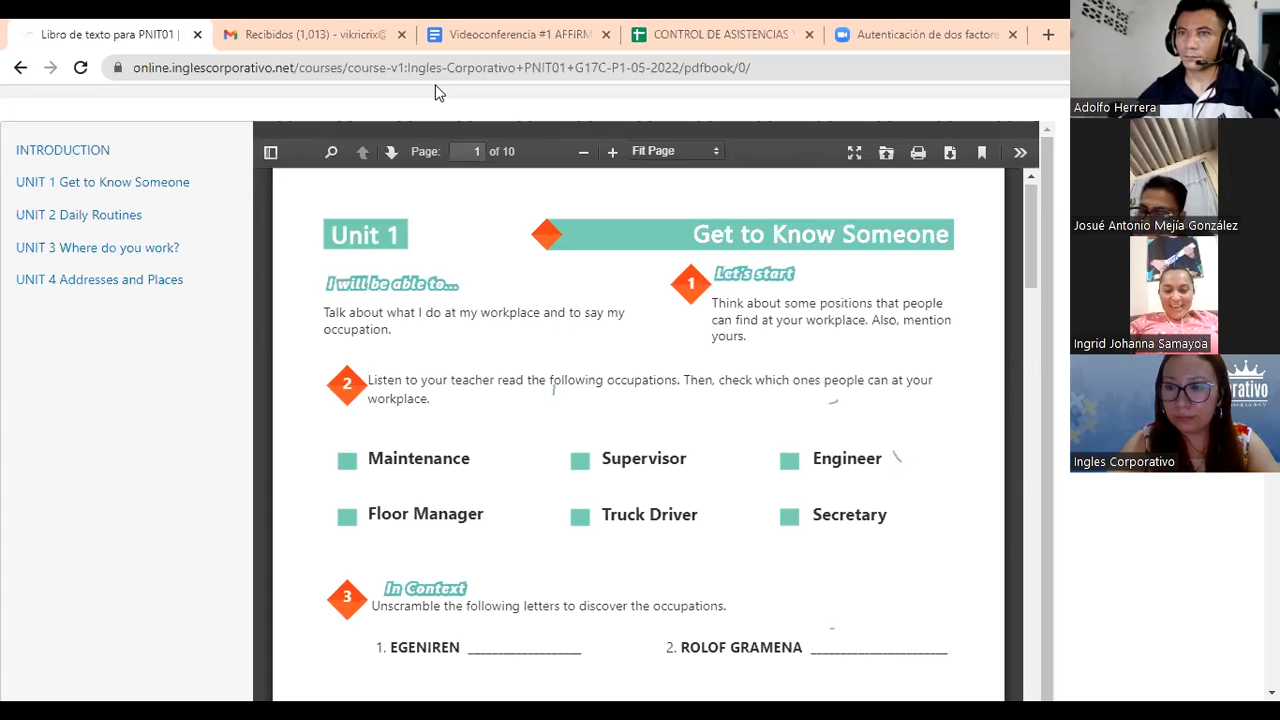 Libro de texto para PNIT01 |
Recibidos (1,013) - vikricrix@
Videoconferencia #1 AFFIRM
CONTROL DE ASISTENCIAS
Autenticación de dos factore
online.inglescorporativo.net/courses/course-v1:Ingles-Corporativo+PNIT01+G17C-P1-05-2022/pdfbook/0/
INTRODUCTION
UNIT 1 Get to Know Someone
UNIT 2 Daily Routines
UNIT 3 Where do you work?
UNIT 4 Addresses and Places
Page: 1 of 10
Fit Page
Unit 1
Get to Know Someone
I will be able to...
Talk about what I do at my workplace and to say my
occupation.
1
Let's start
Think about some positions that people
can find at your workplace. Also, mention
yours.
2
Listen to your teacher read the following occupations. Then, check which ones people can at your
workplace.
Maintenance
Supervisor
Engineer
Floor Manager
Truck Driver
Secretary
3
In Context
Unscramble the following letters to discover the occupations.
1. EGENIREN ___________________
2. ROLOF GRAMENA _______________________
Adolfo Herrera
Josué Antonio Mejía González
Ingrid Johanna Samayoa
Ingles Corporativo